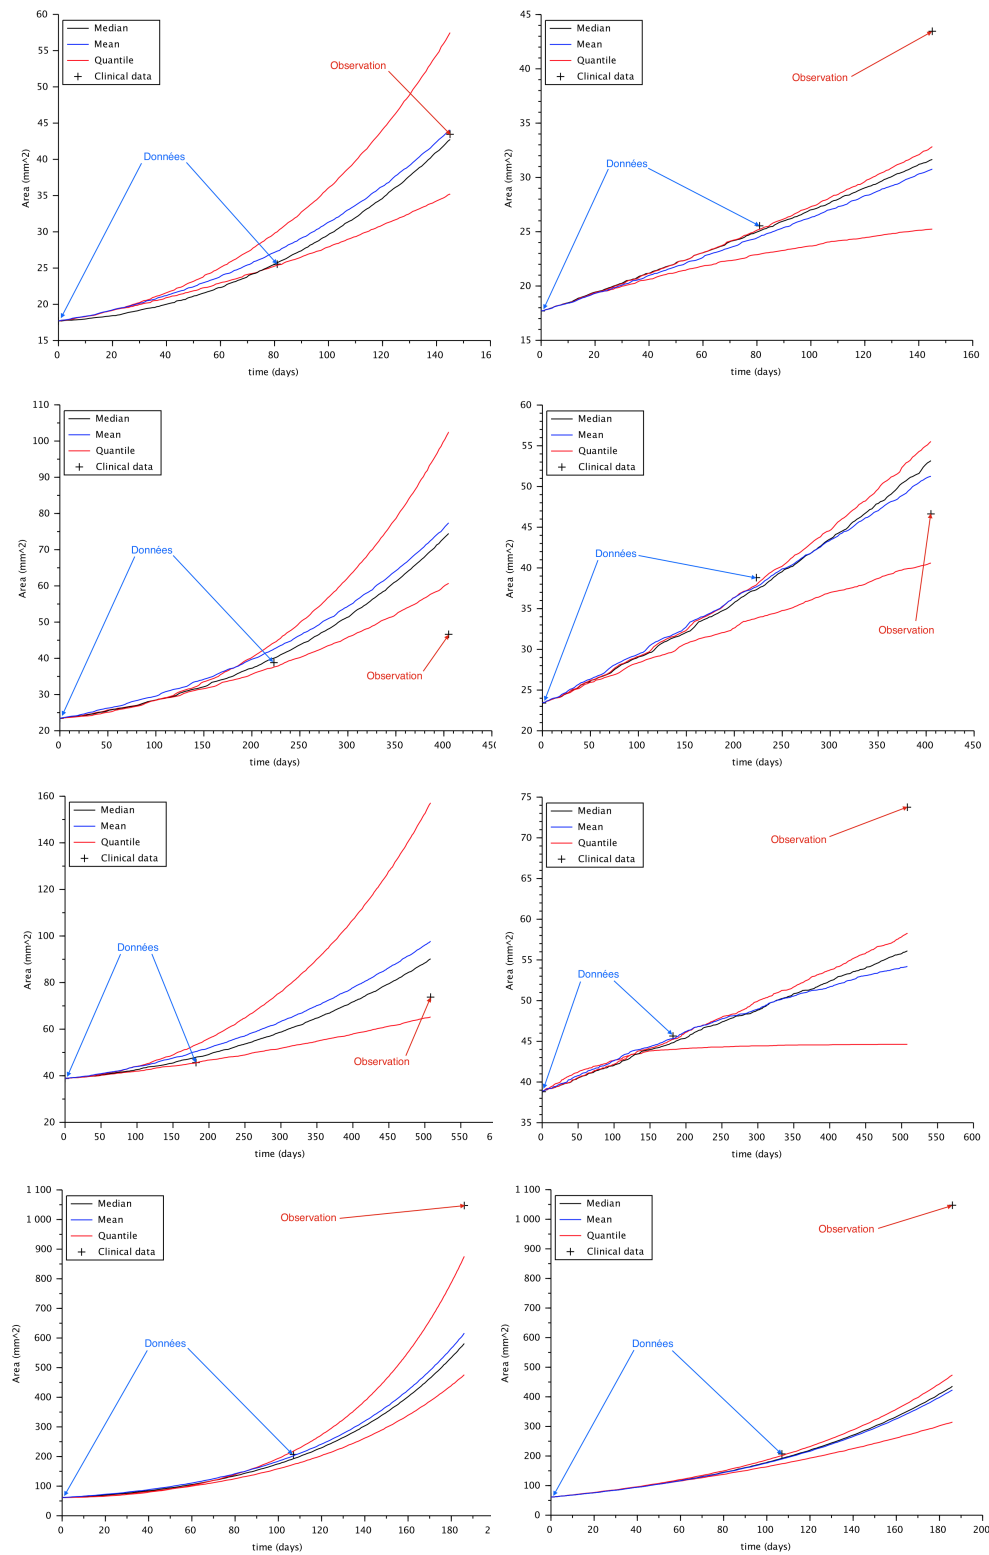 60
55
50
45
40
35
30
25
20
15
Area (mm^2)
Median
Mean
Quantile
Clinical data
Observation
Données
0
20
40
60
80
100
120
140
16
time (days)
45
40
35
30
25
20
15
Area (mm^2)
Median
Mean
Quantile
Clinical data
Observation
Données
0
20
40
60
80
100
120
140
160
time (days)
110
100
90
80
70
60
50
40
30
20
Area (mm^2)
Median
Mean
Quantile
Clinical data
Données
Observation
0
50
100
150
200
250
300
350
400
450
time (days)
60
55
50
45
40
35
30
25
20
Area (mm^2)
Median
Mean
Quantile
Clinical data
Données
Observation
0
50
100
150
200
250
300
350
400
450
time (days)
160
140
120
100
80
60
40
20
Area (mm^2)
Median
Mean
Quantile
Clinical data
Données
Observation
0
50
100
150
200
250
300
350
400
450
500
550
6
time (days)
75
70
65
60
55
50
45
40
35
Area (mm^2)
Median
Mean
Quantile
Clinical data
Observation
Données
0
50
100
150
200
250
300
350
400
450
500
550
600
time (days)
1 100
1 000
900
800
700
600
500
400
300
200
100
0
Area (mm^2)
Median
Mean
Quantile
Clinical data
Observation
Données
0
20
40
60
80
100
120
140
160
180
2
time (days)
1 100
1 000
900
800
700
600
500
400
300
200
100
0
Area (mm^2)
Median
Mean
Quantile
Clinical data
Observation
Données
0
20
40
60
80
100
120
140
160
180
200
time (days)